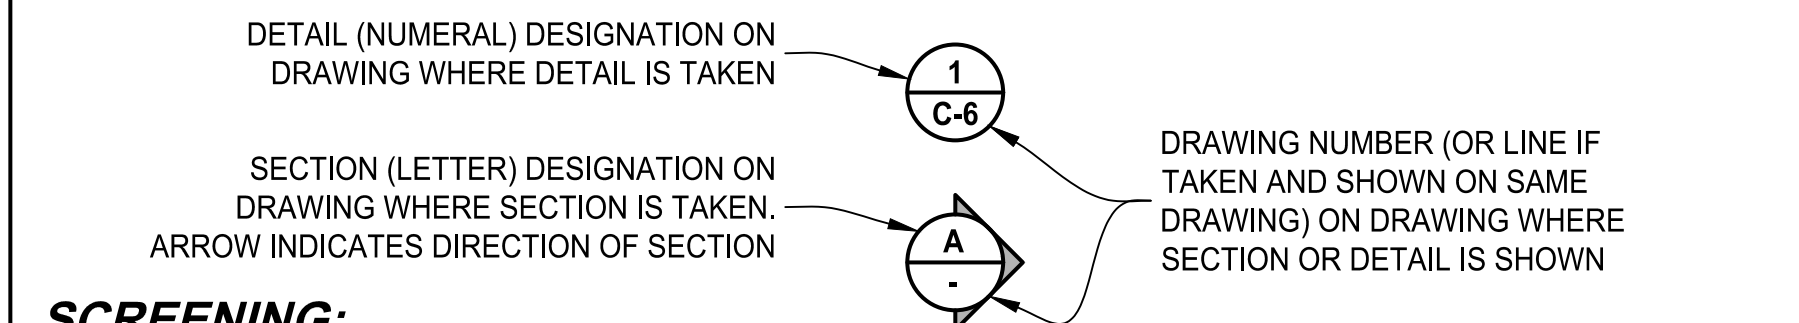 DETAIL (NUMERAL) DESIGNATION ON
DRAWING WHERE DETAIL IS TAKEN
1
C-6
SECTION (LETTER) DESIGNATION ON
DRAWING WHERE SECTION IS TAKEN.
ARROW INDICATES DIRECTION OF SECTION
A
-
DRAWING NUMBER (OR LINE IF
TAKEN AND SHOWN ON SAME
DRAWING) ON DRAWING WHERE
SECTION OR DETAIL IS SHOWN
SCREENING: